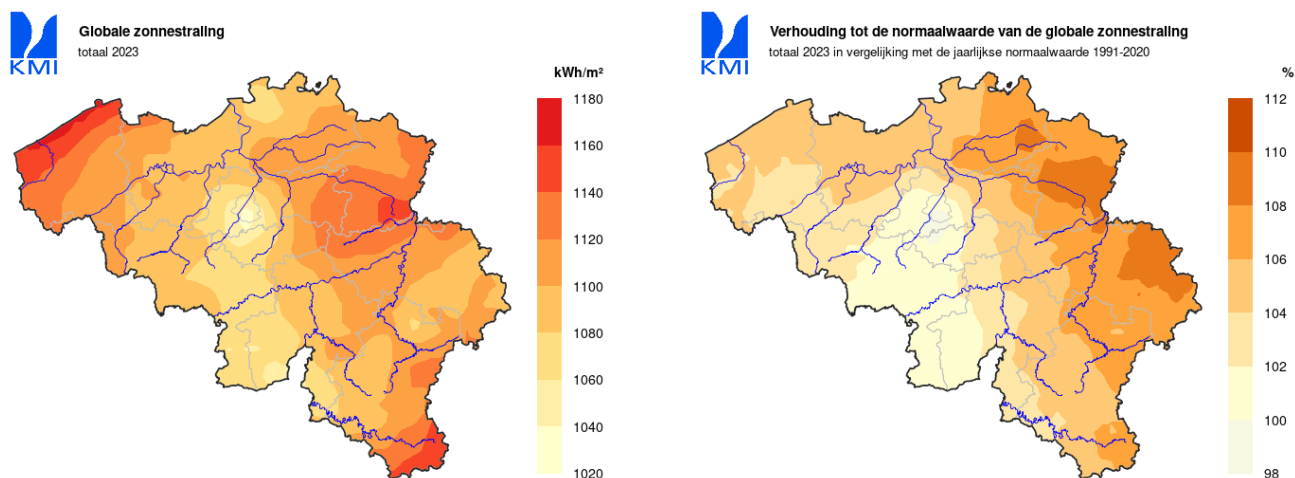 KMI
Globale zonnestraling
totaal 2023
kWh/m²
1180
1160
1140
1120
1100
1080
1060
1040
1020
KMI
Verhouding tot de normaalwaarde van de globale zonnestraling
totaal 2023 in vergelijking met de jaarlijkse normaalwaarde 1991-2020
%
112
110
108
106
104
102
100
98